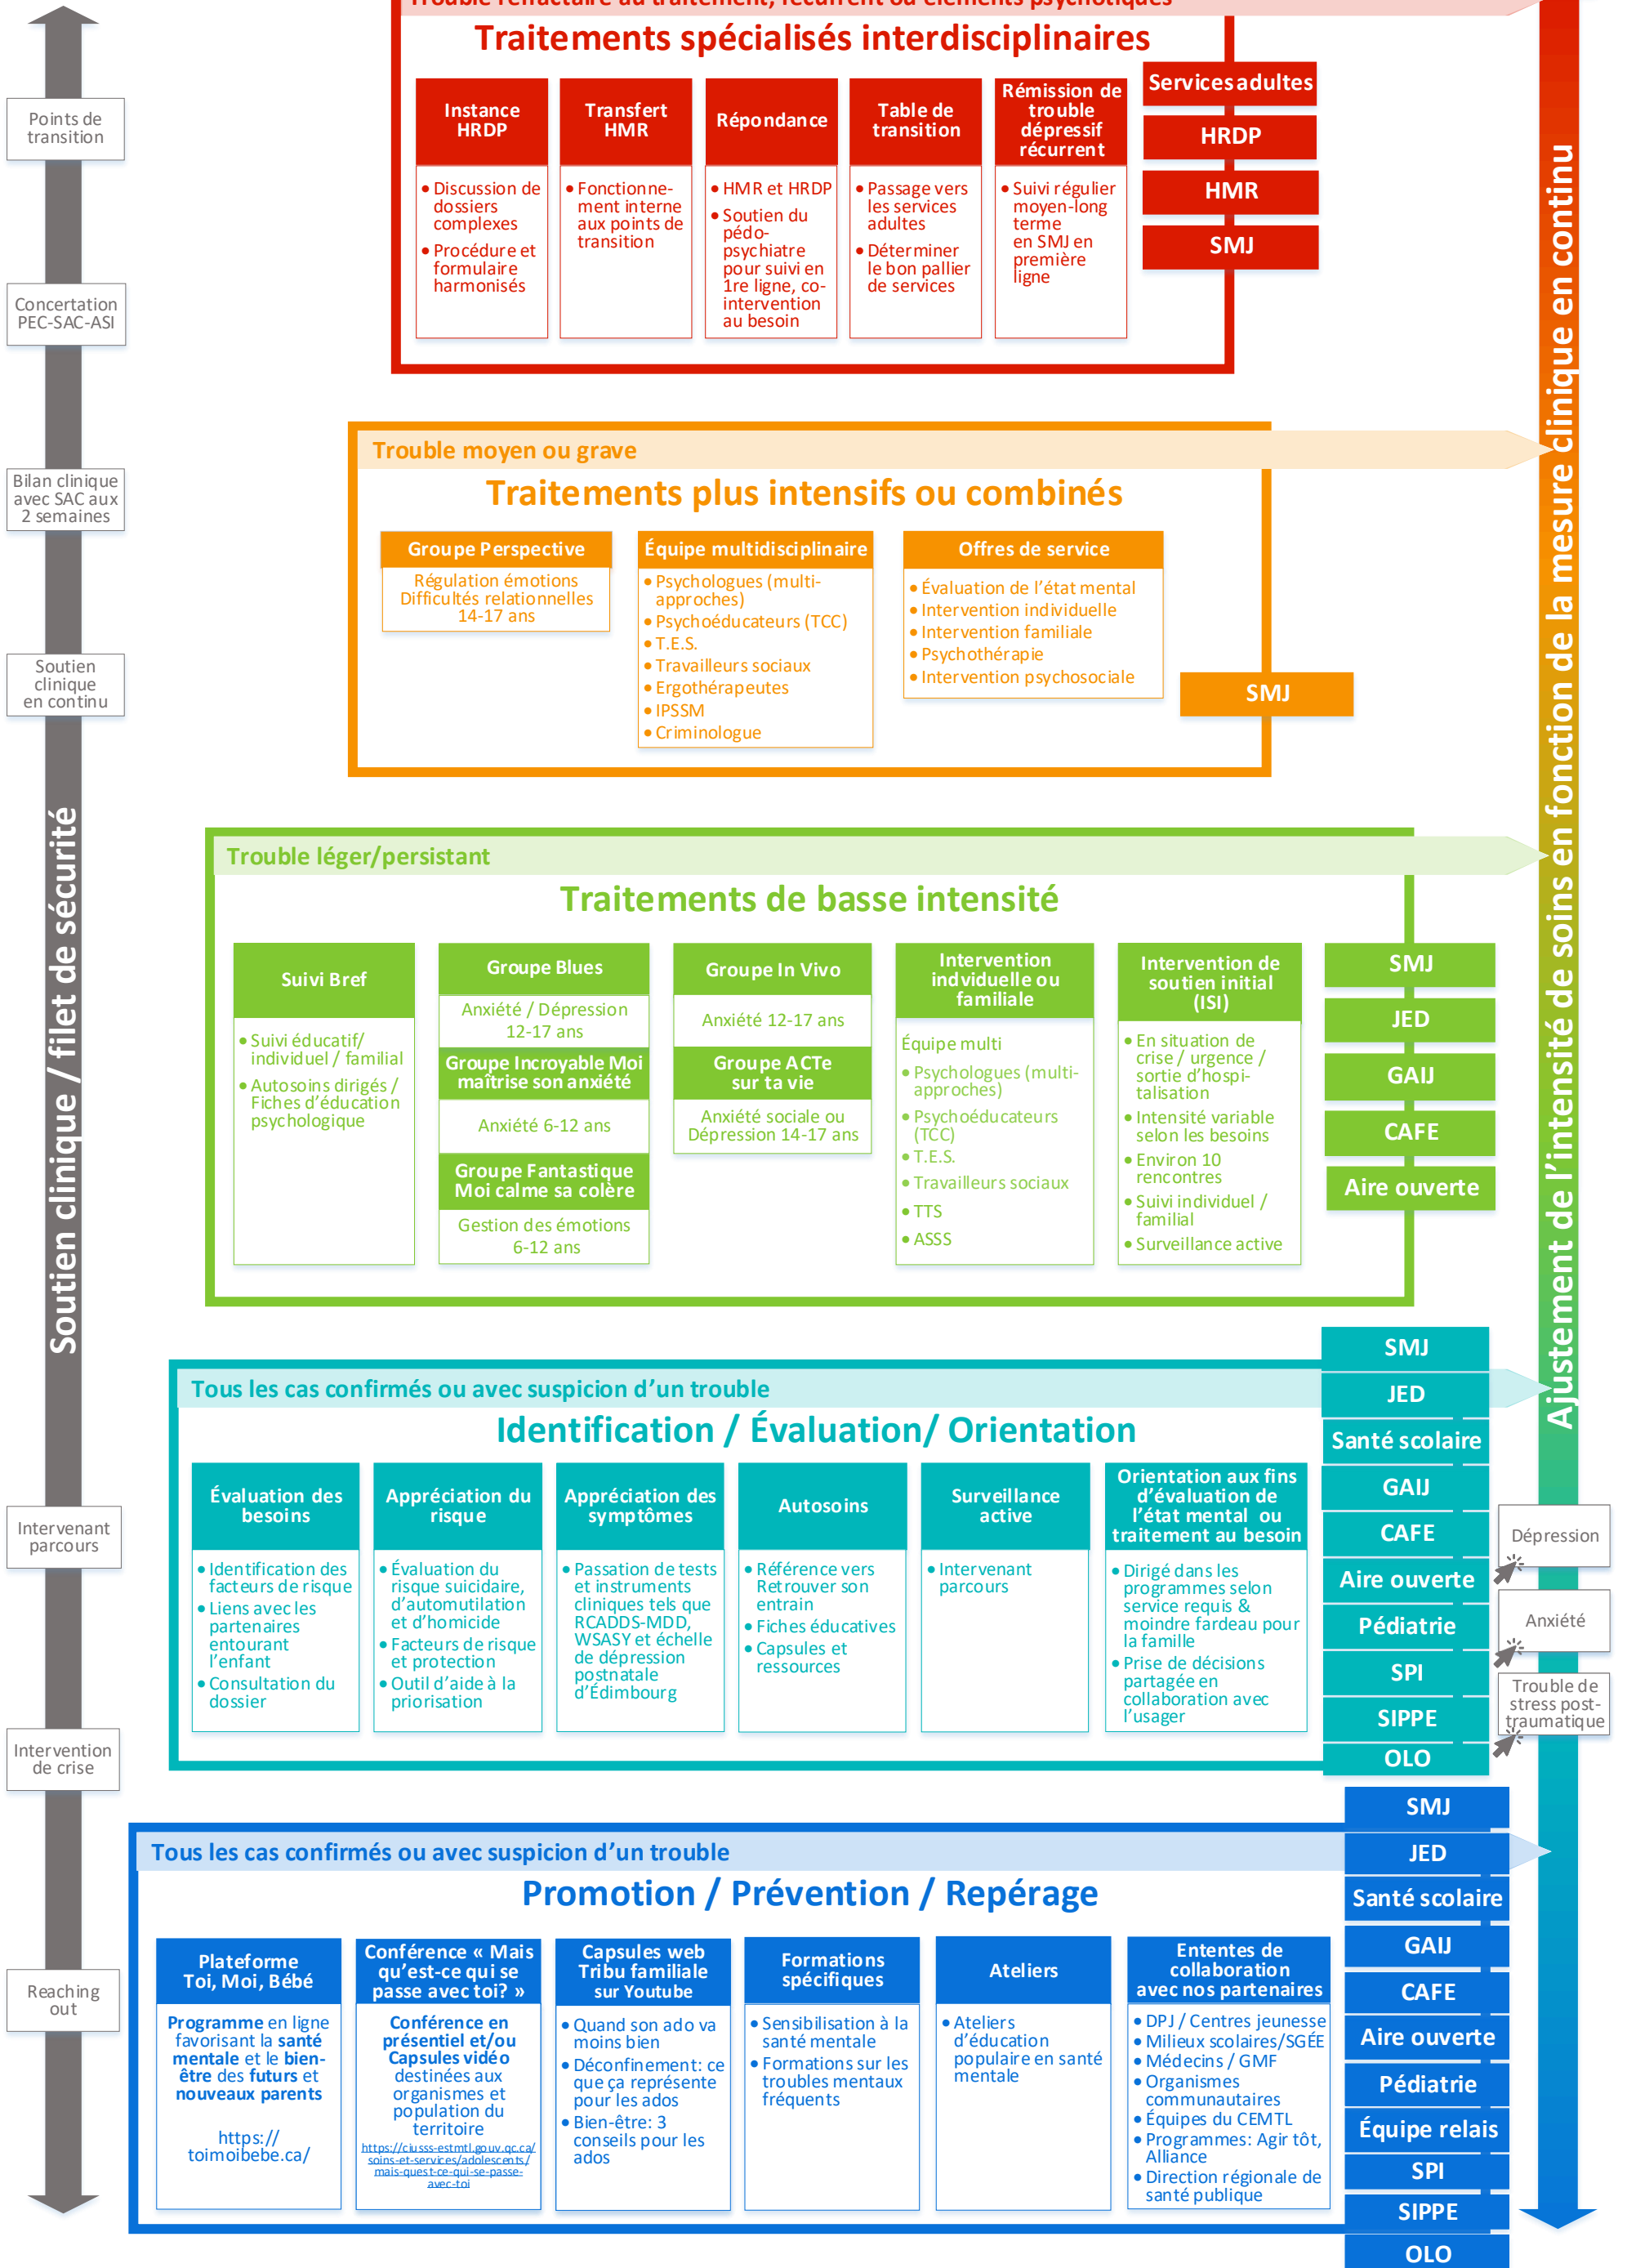 Trouble réfractaire au traitement, récurrent ou éléments psychotiques
Traitements spécialisés interdisciplinaires
Instance
HRDP
• Discussion de
dossiers
complexes
• Procédure et
formulaire
harmonisés
Transfert
HMR
• Fonctionne-
ment interne
aux points de
transition
Répondance
• HMR et HRDP
• Soutien du
pédo-
psychiatre
pour suivi en
1re ligne, co-
intervention
au besoin
Table de
transition
• Passage vers
les services
adultes
• Déterminer
le bon pallier
de services
Rémission de
trouble
dépressif
récurrent
• Suivi régulier
moyen-long
terme
en SMJ en
première
ligne
Services adultes
HRDP
HMR
SMJ
Trouble moyen ou grave
Traitements plus intensifs ou combinés
Groupe Perspective
Régulation émotions
Difficultés relationnelles
14-17 ans
Équipe multidisciplinaire
• Psychologues (multi-
approches)
• Psychoéducateurs (TCC)
• T.E.S.
• Travailleurs sociaux
• Ergothérapeutes
• IPSSM
• Criminologue
Offres de service
• Évaluation de l’état mental
• Intervention individuelle
• Intervention familiale
• Psychothérapie
• Intervention psychosociale
SMJ
Trouble léger/persistant
Traitements de basse intensité
Suivi Bref
• Suivi éducatif/
individuel / familial
• Autosoins dirigés /
Fiches d’éducation
psychologique
Groupe Blues
Anxiété / Dépression
12-17 ans
Groupe Incroyable Moi
maîtrise son anxiété
Anxiété 6-12 ans
Groupe Fantastique
Moi calme sa colère
Gestion des émotions
6-12 ans
Groupe In Vivo
Anxiété 12-17 ans
Groupe ACTe
sur ta vie
Anxiété sociale ou
Dépression 14-17 ans
Intervention
indviduelle ou
familiale
Équipe multi
• Psychologues (multi-
approches)
• Psychoéducateurs
(TCC)
• T.E.S.
• Travailleurs sociaux
• TTS
• ASSS
Intervention de
soutien initial
(ISI)
• En situation de
crise / urgence /
sortie d’hospi-
talisation
• Intensité variable
selon les besoins
• Environ 10
rencontres
• Suivi individuel /
familial
• Surveillance active
SMJ
JED
GAIJ
CAFE
Aire ouverte
Tous les cas confirmés ou avec suspicion d’un trouble
Identification / Évaluation/ Orientation
Évaluation des
besoins
• Identification des
facteurs de risque
• Liens avec les
partenaires
entourant
l’enfant
• Consultation du
dossier
Appréciation du
risque
• Évaluation du
risque suicidaire,
d’automutilation
et d’homicide
• Facteurs de risque
et protection
• Outil d’aide à la
priorisation
Appréciation des
symptômes
• Passation de tests
et instruments
cliniques tels que
RCADDS-MDD,
WSASY et échelle
de dépression
postnatale
d’Édimbourg
Autosoins
• Référence vers
Retrouver son
entrain
• Fiches éducatives
• Capsules et
ressources
Surveillance
active
• Intervenant
parcours
Orientation aux fins
d’évaluation de
l’état mental ou
traitement au besoin
• Dirigé dans les
programmes selon
service requis &
moindre fardeau pour
la famille
• Prise de décisions
partagée en
collaboration avec
l’usager
SMJ
JED
Santé scolaire
GAIJ
CAFE
Aire ouverte
Pédiatrie
SPI
SIPPE
OLO
Tous les cas confirmés ou avec suspicion d’un trouble
Promotion / Prévention / Repérage
Plateforme
Toi, Moi, Bébé
Programme en ligne
favorisant la santé
mentale et le bien-
être des futurs et
nouveaux parents
https://
toimoibebe.ca/
Conférence « Mais
qu’est-ce qui se
passe avec toi? »
Conférence en
présentiel et/ou
Capsules vidéo
destinées aux
organismes et
population du
territoire
https://ciusss-estmtl.gouv.qc.ca/
soins-et-services/adolescents/
mais-quest-ce-qui-se-passe-
avec-toi
Capsules web
Tribu familiale
sur Youtube
• Quand son ado va
moins bien
• Déconfinement: ce
que ça représente
pour les ados
• Bien-être: 3
conseils pour les
ados
Formations
spécifiques
• Sensibilisation à la
santé mentale
• Formations sur les
troubles mentaux
fréquents
Ateliers
• Ateliers
d’éducation
populaire en santé
mentale
Ententes de
collaboration
avec nos partenaires
• DPJ / Centres jeunesse
• Milieux scolaires/SGÉE
• Médecins / GMF
• Organismes
communautaires
• Équipes du CEMTL
• Programmes: Agir tôt,
Alliance
• Direction régionale de
santé publique
SMJ
JED
Santé scolaire
GAIJ
CAFE
Aire ouverte
Pédiatrie
Équipe relais
SPI
SIPPE
OLO
Soutien clinique / filet de sécurité
Points de
transition
Concertation
PEC-SAC-ASI
Bilan clinique
avec SAC aux
2 semaines
Soutien
clinique
en continu
Intervenant
parcours
Intervention
de crise
Reaching
out
Ajustement de l’intensité de soins en fonction de la mesure clinique en continu
Dépression
Anxiété
Trouble de
stress post-
traumatique